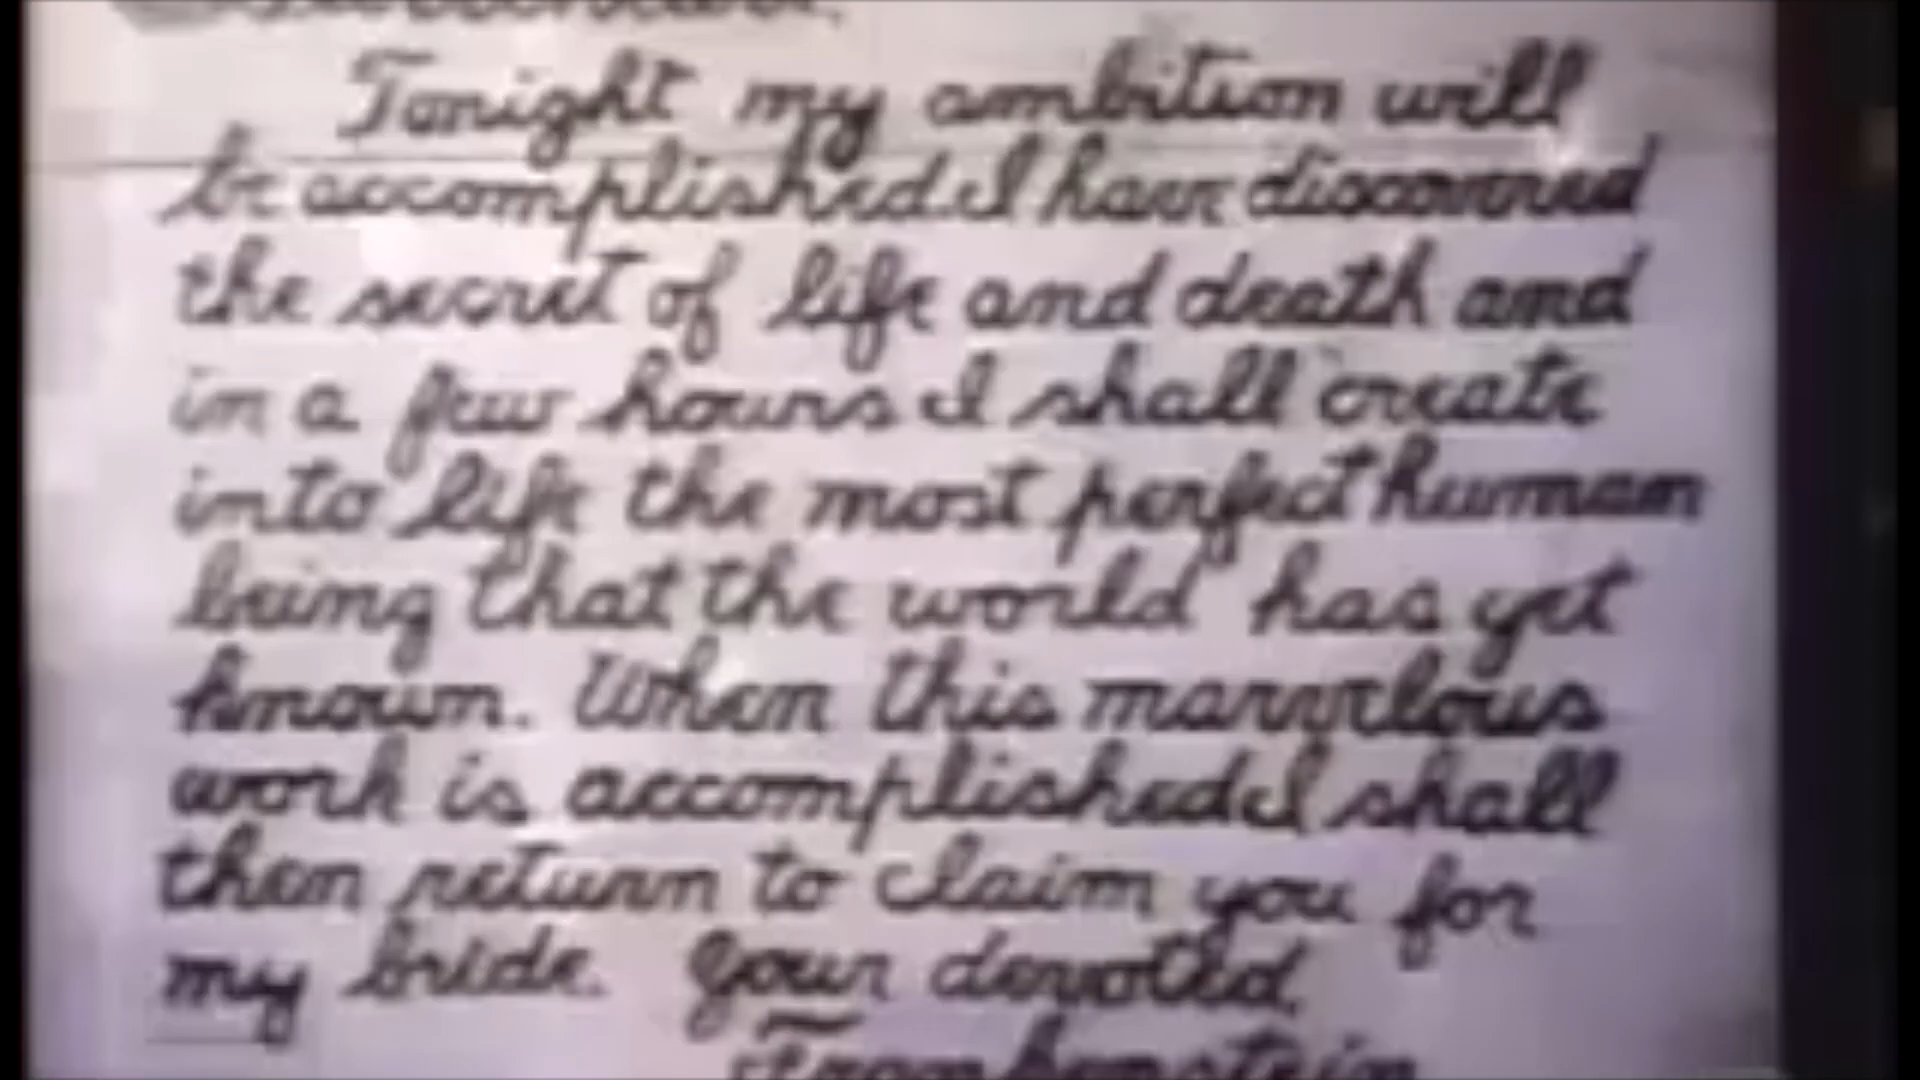 Tonight my ambition will
be accomplished. I have discovered
the secret of life and death and
in a few hours I shall create
into life the most perfect human
being that the world has yet
known. When this marvelous
work is accomplished I shall
then return to claim you for
my bride. Your devoted,
Frankenstein